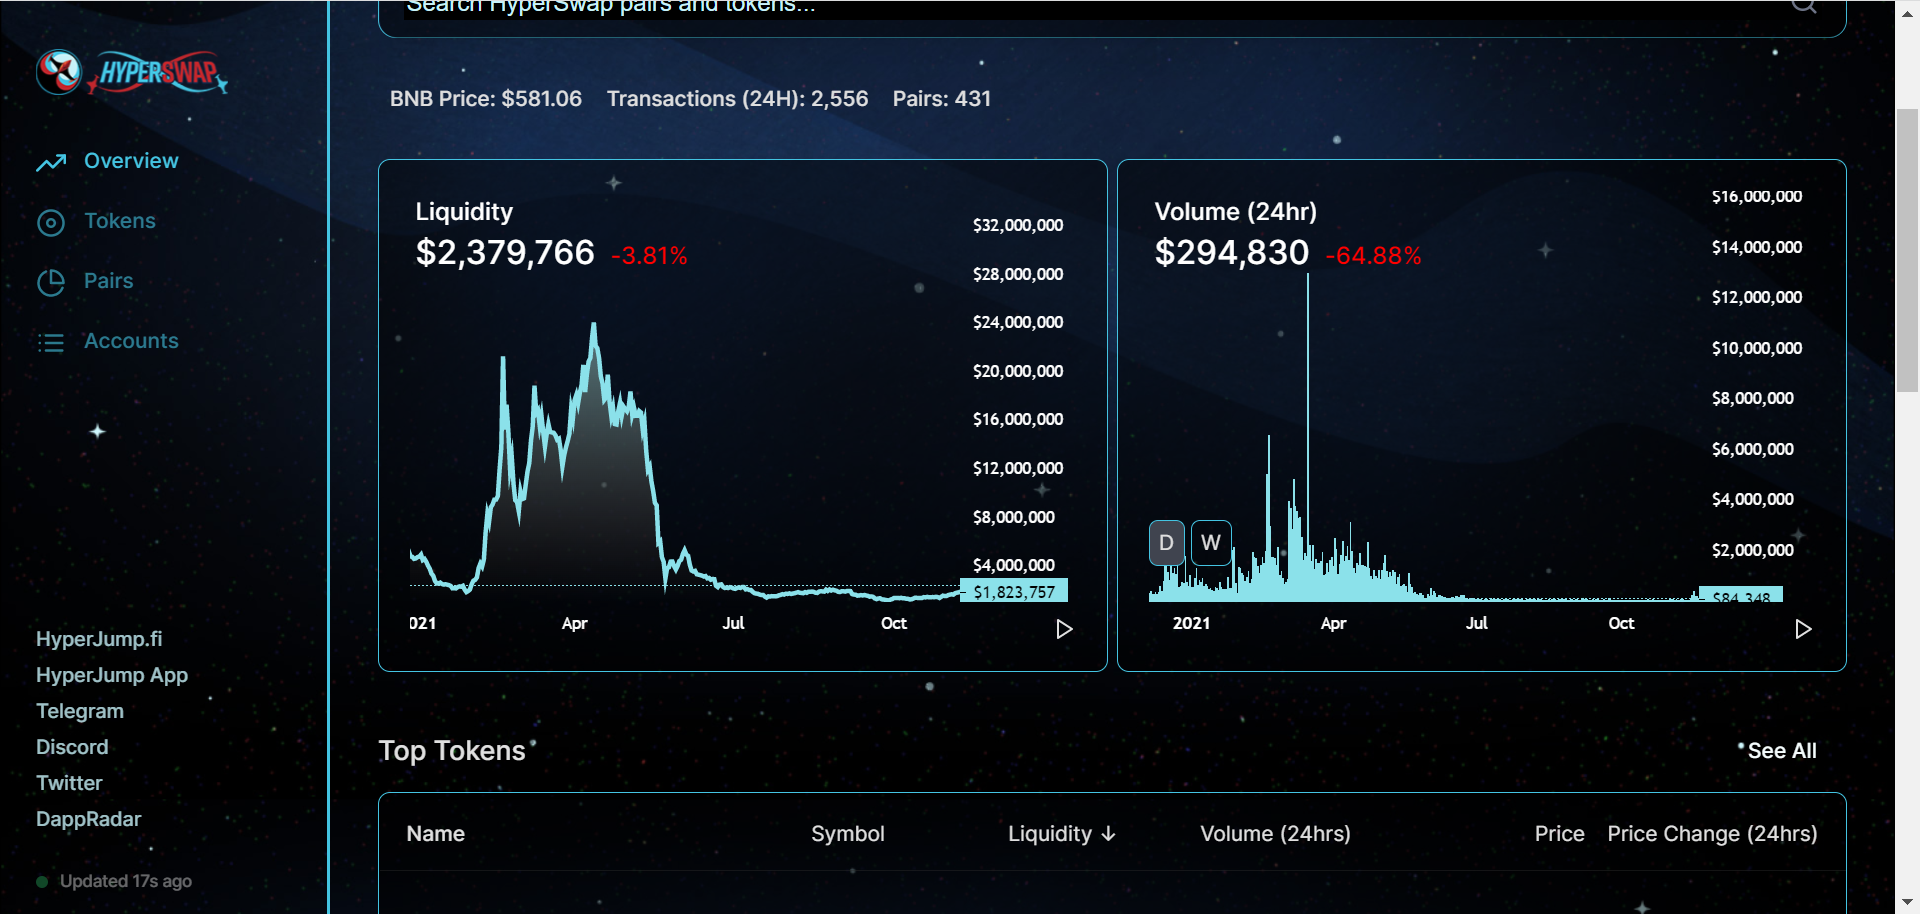 Search HyperSwap pairs and tokens...
HYPERSWAP
BNB Price: $581.06 Transactions (24H): 2,556 Pairs: 431
Overview
Tokens
Pairs
Accounts
HyperJump.fi
HyperJump App
Telegram
Discord
Twitter
DappRadar
Updated 17s ago
Liquidity
$2,379,766 -3.81%
$32,000,000
$28,000,000
$24,000,000
$20,000,000
$16,000,000
$12,000,000
$8,000,000
$4,000,000
$1,823,757
021 Apr Jul Oct
Volume (24hr)
$294,830 -64.88%
$16,000,000
$14,000,000
$12,000,000
$10,000,000
$8,000,000
$6,000,000
$4,000,000
$2,000,000
$84,348
D W
2021 Apr Jul Oct
Top Tokens
See All
Name Symbol Liquidity ↓ Volume (24hrs) Price Price Change (24hrs)